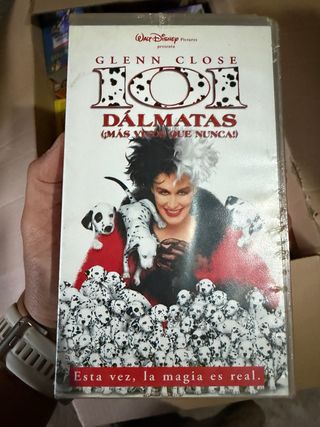 WALT DISNEY Pictures
presenta
GLENN CLOSE
101
DÁLMATAS
(¡MÁS VIVOS QUE NUNCA!)
Esta vez, la magia es real.